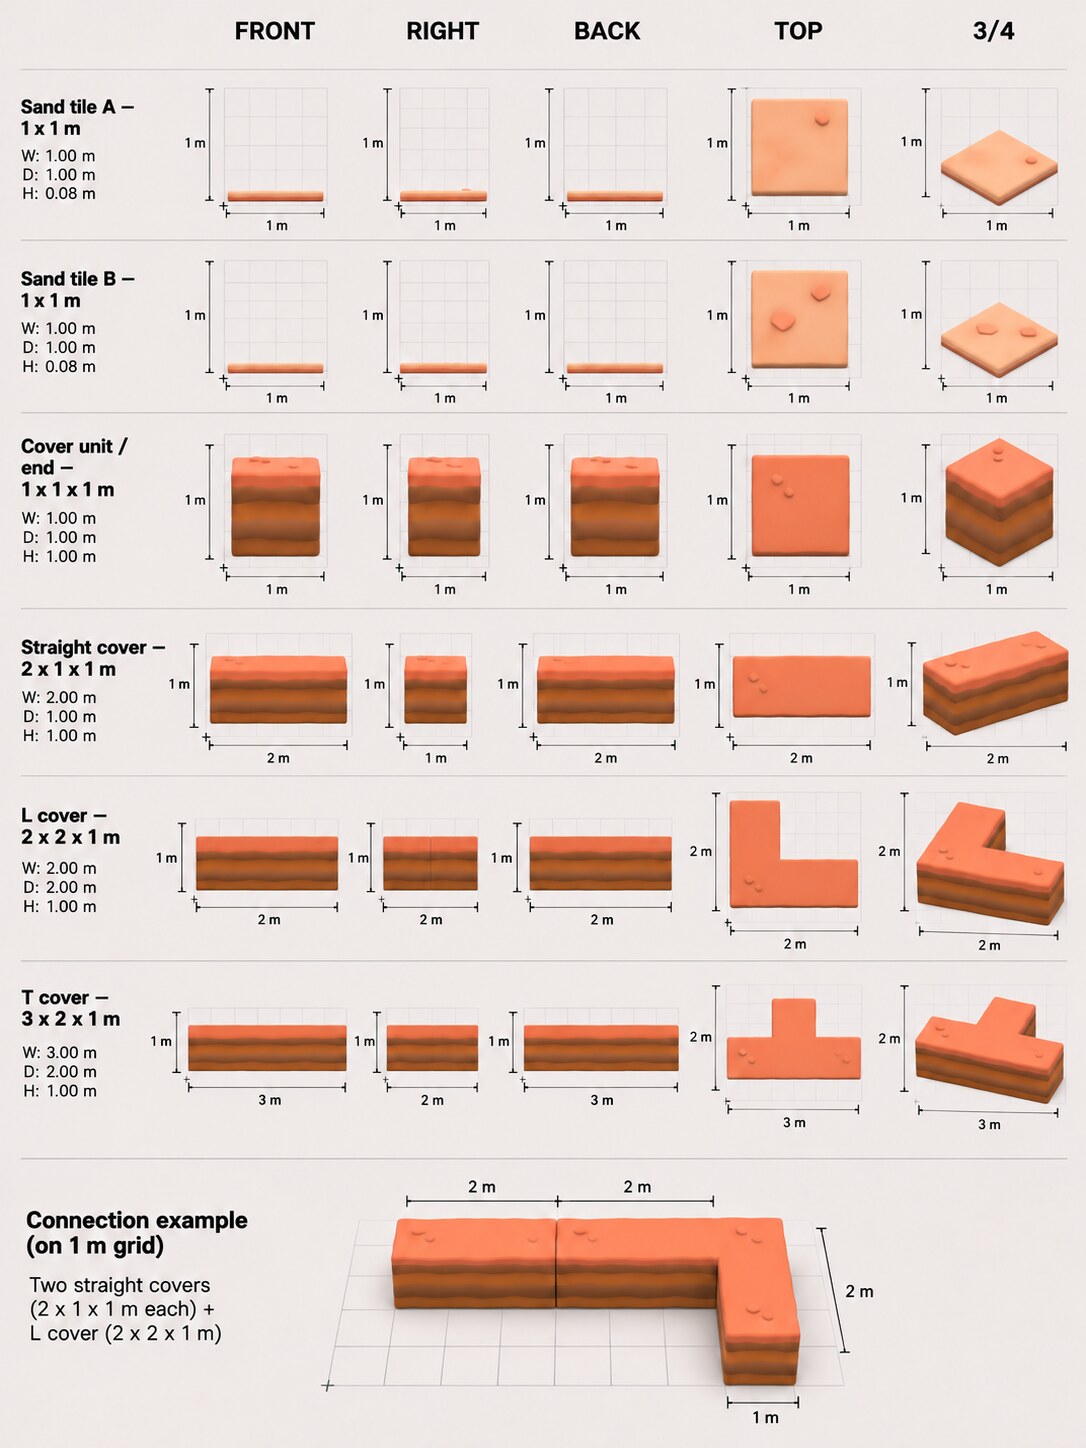 FRONT RIGHT BACK TOP 3/4
Sand tile A –
1 x 1 m
W: 1.00 m
D: 1.00 m
H: 0.08 m
1 m 1 m 1 m 1 m 1 m
1 m 1 m 1 m 1 m 1 m
Sand tile B –
1 x 1 m
W: 1.00 m
D: 1.00 m
H: 0.08 m
1 m 1 m 1 m 1 m 1 m
1 m 1 m 1 m 1 m 1 m
Cover unit /
end –
1 x 1 x 1 m
W: 1.00 m
D: 1.00 m
H: 1.00 m
1 m 1 m 1 m 1 m 1 m
1 m 1 m 1 m 1 m 1 m
Straight cover –
2 x 1 x 1 m
W: 2.00 m
D: 1.00 m
H: 1.00 m
1 m 1 m 1 m 1 m 1 m
2 m 1 m 2 m 2 m 2 m
L cover –
2 x 2 x 1 m
W: 2.00 m
D: 2.00 m
H: 1.00 m
1 m 1 m 1 m 2 m 2 m
2 m 2 m 2 m 2 m 2 m
T cover –
3 x 2 x 1 m
W: 3.00 m
D: 2.00 m
H: 1.00 m
1 m 1 m 1 m 2 m 2 m
3 m 2 m 3 m 3 m 3 m
Connection example
(on 1 m grid)
Two straight covers
(2 x 1 x 1 m each) +
L cover (2 x 2 x 1 m)
2 m 2 m
2 m
1 m